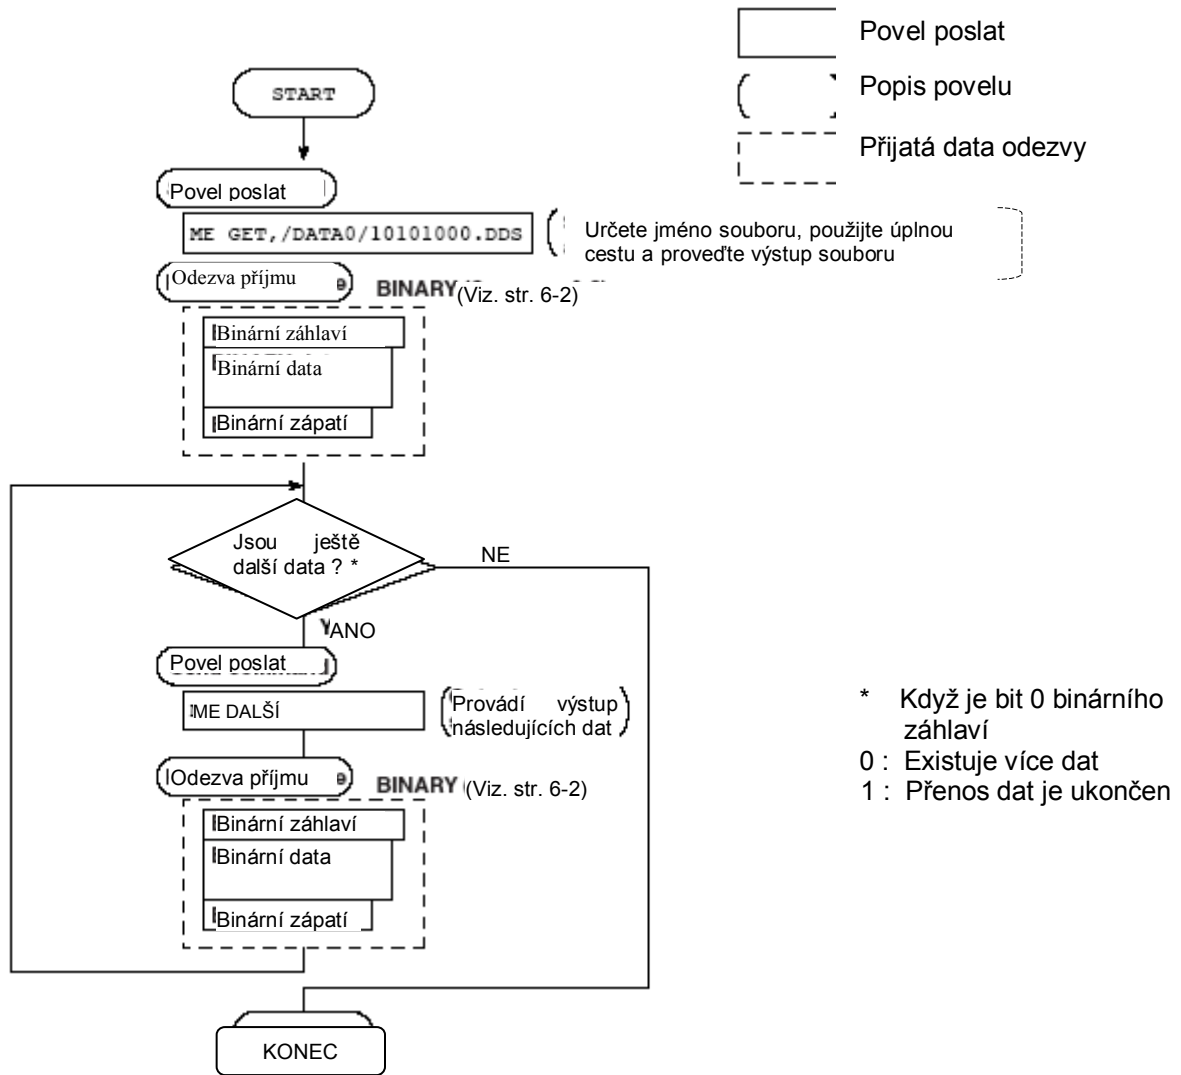 Povel poslat
Popis povelu
Přijatá data odezvy
START
Povel poslat
ME GET,/DATA0/10101000.DDS
Určete jméno souboru, použijte úplnou
cestu a proveďte výstup souboru
Odezva příjmu
BINARY (Viz. str. 6-2)
Binární záhlaví
Binární data
Binární zápatí
Jsou ještě
další data ? *
NE
ANO
Povel poslat
ME DALŠÍ
Provádí výstup
následujících dat
Odezva příjmu
BINARY (Viz. str. 6-2)
Binární záhlaví
Binární data
Binární zápatí
* Když je bit 0 binárního
záhlaví
0 : Existuje více dat
1 : Přenos dat je ukončen
KONEC